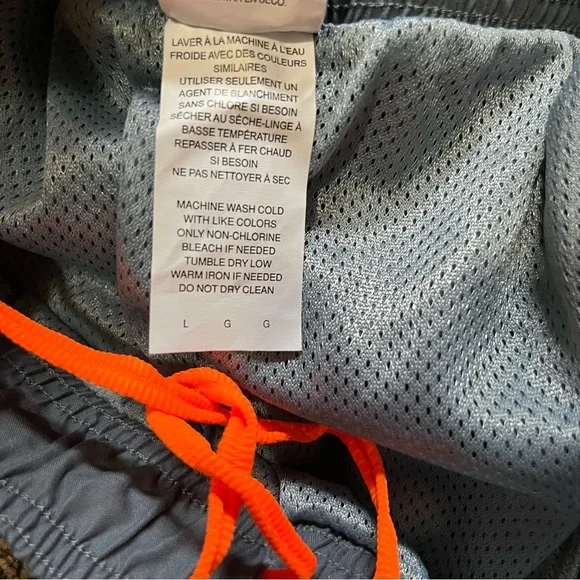 EN SECO.
LAVER À LA MACHINE À L'EAU
FROIDE AVEC DES COULEURS
SIMILAIRES
UTILISER SEULEMENT UN
AGENT DE BLANCHIMENT
SANS CHLORE SI BESOIN
SÉCHER AU SÈCHE-LINGE À
BASSE TEMPÉRATURE
REPASSER À FER CHAUD
SI BESOIN
NE PAS NETTOYER À SEC
MACHINE WASH COLD
WITH LIKE COLORS
ONLY NON-CHLORINE
BLEACH IF NEEDED
TUMBLE DRY LOW
WARM IRON IF NEEDED
DO NOT DRY CLEAN
L G G